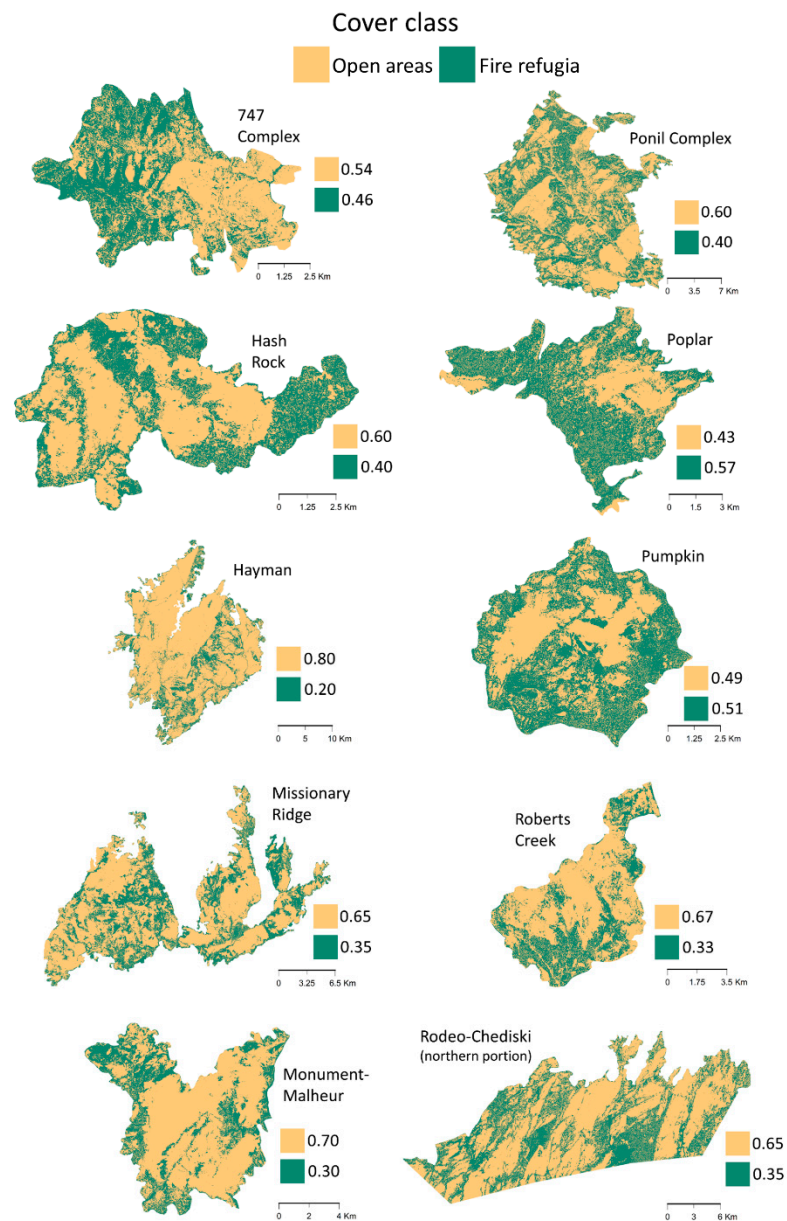 Cover class
Open areas Fire refugia
747
Complex
0.54
0.46
0 1.25 2.5 Km
Ponil Complex
0.60
0.40
0 3.5 7 Km
Hash
Rock
0.60
0.40
0 1.25 2.5 Km
Poplar
0.43
0.57
0 1.5 3 Km
Hayman
0.80
0.20
0 5 10 Km
Pumpkin
0.49
0.51
0 1.25 2.5 Km
Missionary
Ridge
0.65
0.35
0 3.25 6.5 Km
Roberts
Creek
0.67
0.33
0 1.75 3.5 Km
Monument-
Malheur
0.70
0.30
0 2 4 Km
Rodeo-Chediski
(northern portion)
0.65
0.35
0 3 6 Km